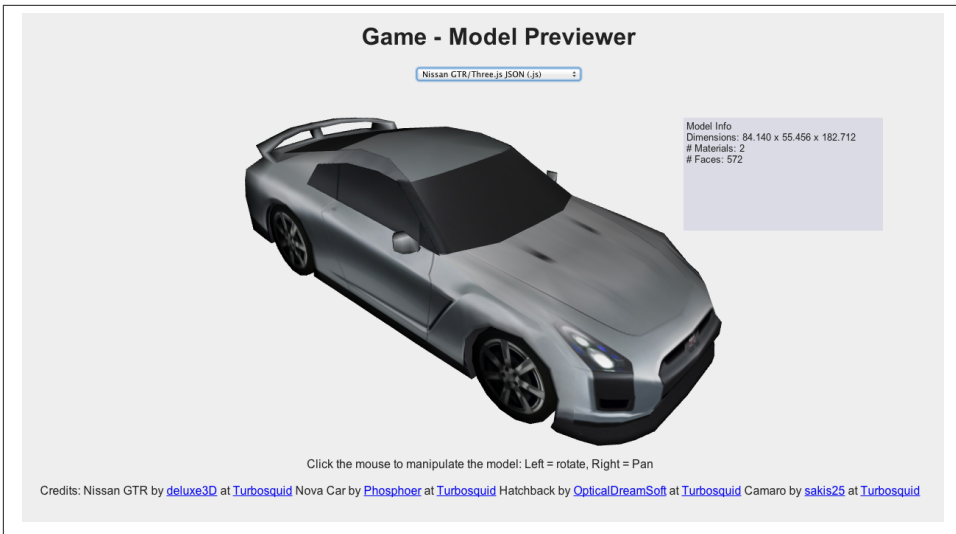 Game - Model Previewer
Nissan GTR/Three.js JSON (.js)
Model Info
Dimensions: 84.140 x 55.456 x 182.712
# Materials: 2
# Faces: 572
Click the mouse to manipulate the model: Left = rotate, Right = Pan
Credits: Nissan GTR by deluxe3D at Turbosquid Nova Car by Phosphoer at Turbosquid Hatchback by OpticalDreamSoft at Turbosquid Camaro by sakis25 at Turbosquid